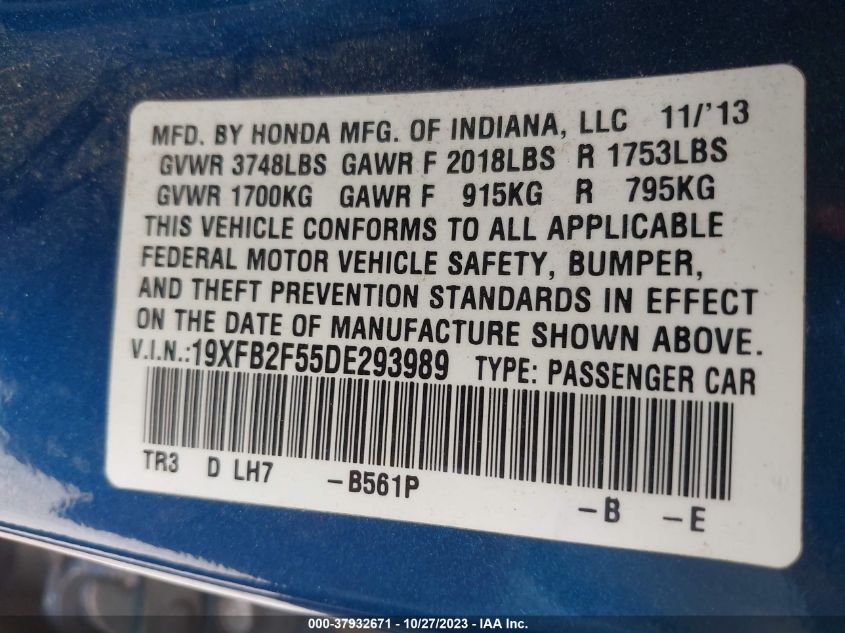 MFD. BY HONDA MFG. OF INDIANA, LLC 11/'13
GVWR 3748LBS GAWR F 2018LBS R 1753LBS
GVWR 1700KG GAWR F 915KG R 795KG
THIS VEHICLE CONFORMS TO ALL APPLICABLE
FEDERAL MOTOR VEHICLE SAFETY, BUMPER,
AND THEFT PREVENTION STANDARDS IN EFFECT
ON THE DATE OF MANUFACTURE SHOWN ABOVE.
V.I.N.:19XFB2F55DE293989 TYPE: PASSENGER CAR
TR3 D LH7 -B561P -B -E
000-37932671 - 10/27/2023 - IAA Inc.